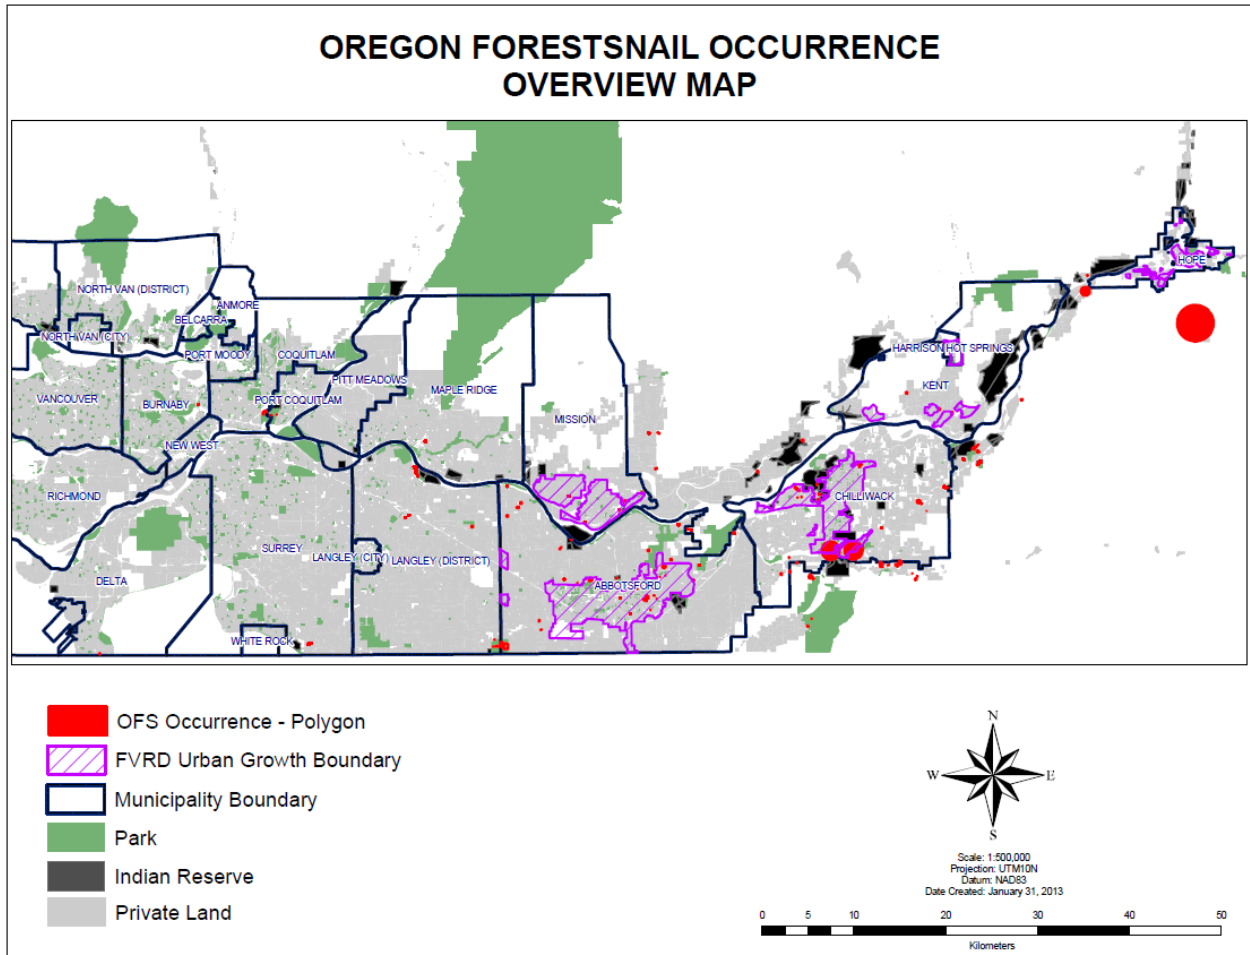 OREGON FORESTSNAIL OCCURRENCE
OVERVIEW MAP
HOPE
NORTH VAN (DISTRICT)
ANMORE
BELCARRA
NORTH VAN (CITY)
PORT MOODY
COQUITLAM
HARRISON HOT SPRINGS
PITT MEADOWS
MAPLE RIDGE
KENT
VANCOUVER
BURNABY
PORT COQUITLAM
MISSION
NEW WEST
RICHMOND
CHILLIWACK
SURREY
LANGLEY (CITY)
LANGLEY (DISTRICT)
DELTA
ABBOTSFORD
WHITE ROCK
OFS Occurrence - Polygon
FVRD Urban Growth Boundary
Municipality Boundary
Park
Indian Reserve
Private Land
N
W
E
S
Scale: 1:500,000
Projection: UTM10N
Datum: NAD83
Date Created: January 31, 2013
0 5 10 20 30 40 50
Kilometers